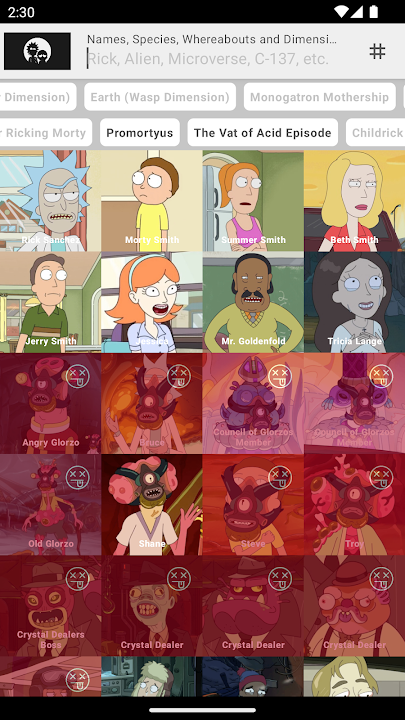 2:30
Names, Species, Whereabouts and Dimensi...
Rick, Alien, Microverse, C-137, etc.
#
Dimension) Earth (Wasp Dimension) Monogatron Mothership
r Ricking Morty Promortyus The Vat of Acid Episode Childrick
Rick Sanchez Morty Smith Summer Smith Beth Smith
Jerry Smith Jessica Mr. Goldenfold Tricia Lange
Angry Glorzo Bruce Council of Glorzos Member Council of Glorzos Member
Old Glorzo Shane Steve Troy
Crystal Dealers Boss Crystal Dealer Crystal Dealer Crystal Dealer